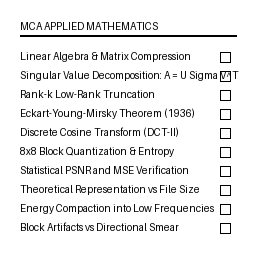 MCA APPLIED MATHEMATICS
Linear Algebra & Matrix Compression
Singular Value Decomposition: A = U Sigma V^T
Rank-k Low-Rank Truncation
Eckart-Young-Mirsky Theorem (1936)
Discrete Cosine Transform (DCT-II)
8x8 Block Quantization & Entropy
Statistical PSNR and MSE Verification
Theoretical Representation vs File Size
Energy Compaction into Low Frequencies
Block Artifacts vs Directional Smear